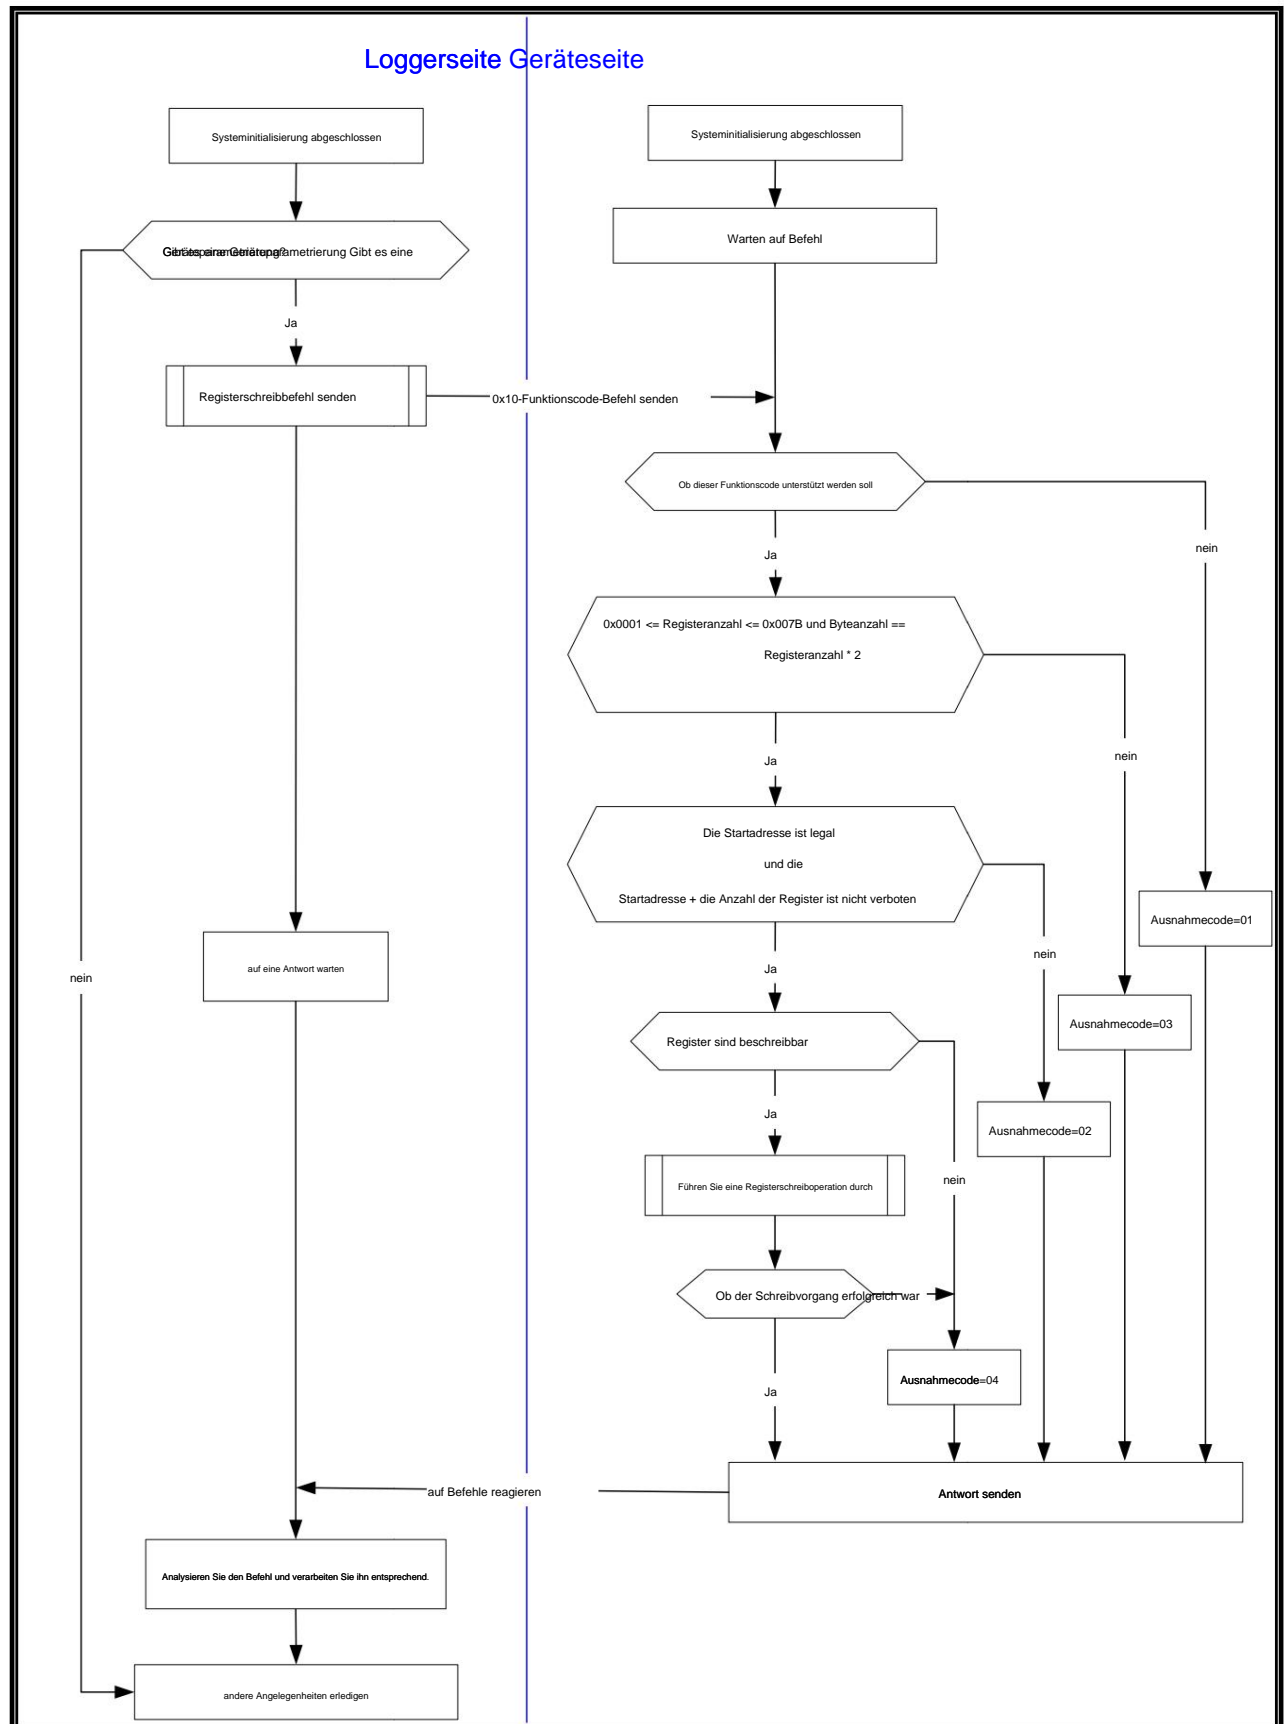 Loggerseite Geräteseite
Systeminitialisierung abgeschlossen
Systeminitialisierung abgeschlossen
Warten auf Befehl
Gibt es eine
Ja
Registerschreibbefehl senden
0x10-Funktionscode-Befehl senden
Ob dieser Funktionscode unterstützt werden soll
nein
Ja
0x0001 <= Registeranzahl <= 0x007B und Byteanzahl ==
Registeranzahl * 2
nein
Ja
Die Startadresse ist legal
und die
Startadresse + die Anzahl der Register ist nicht verboten
Ausnahmecode=01
nein
auf eine Antwort warten
nein
Ja
Ausnahmecode=03
Register sind beschreibbar
Ja
Ausnahmecode=02
nein
Führen Sie eine Registerschreiboperation durch
Ob der Schreibvorgang erfolgreich war
Ausnahmecode=04
Ja
auf Befehle reagieren
Antwort senden
Analysieren Sie den Befehl und verarbeiten Sie ihn entsprechend.
andere Angelegenheiten erledigen